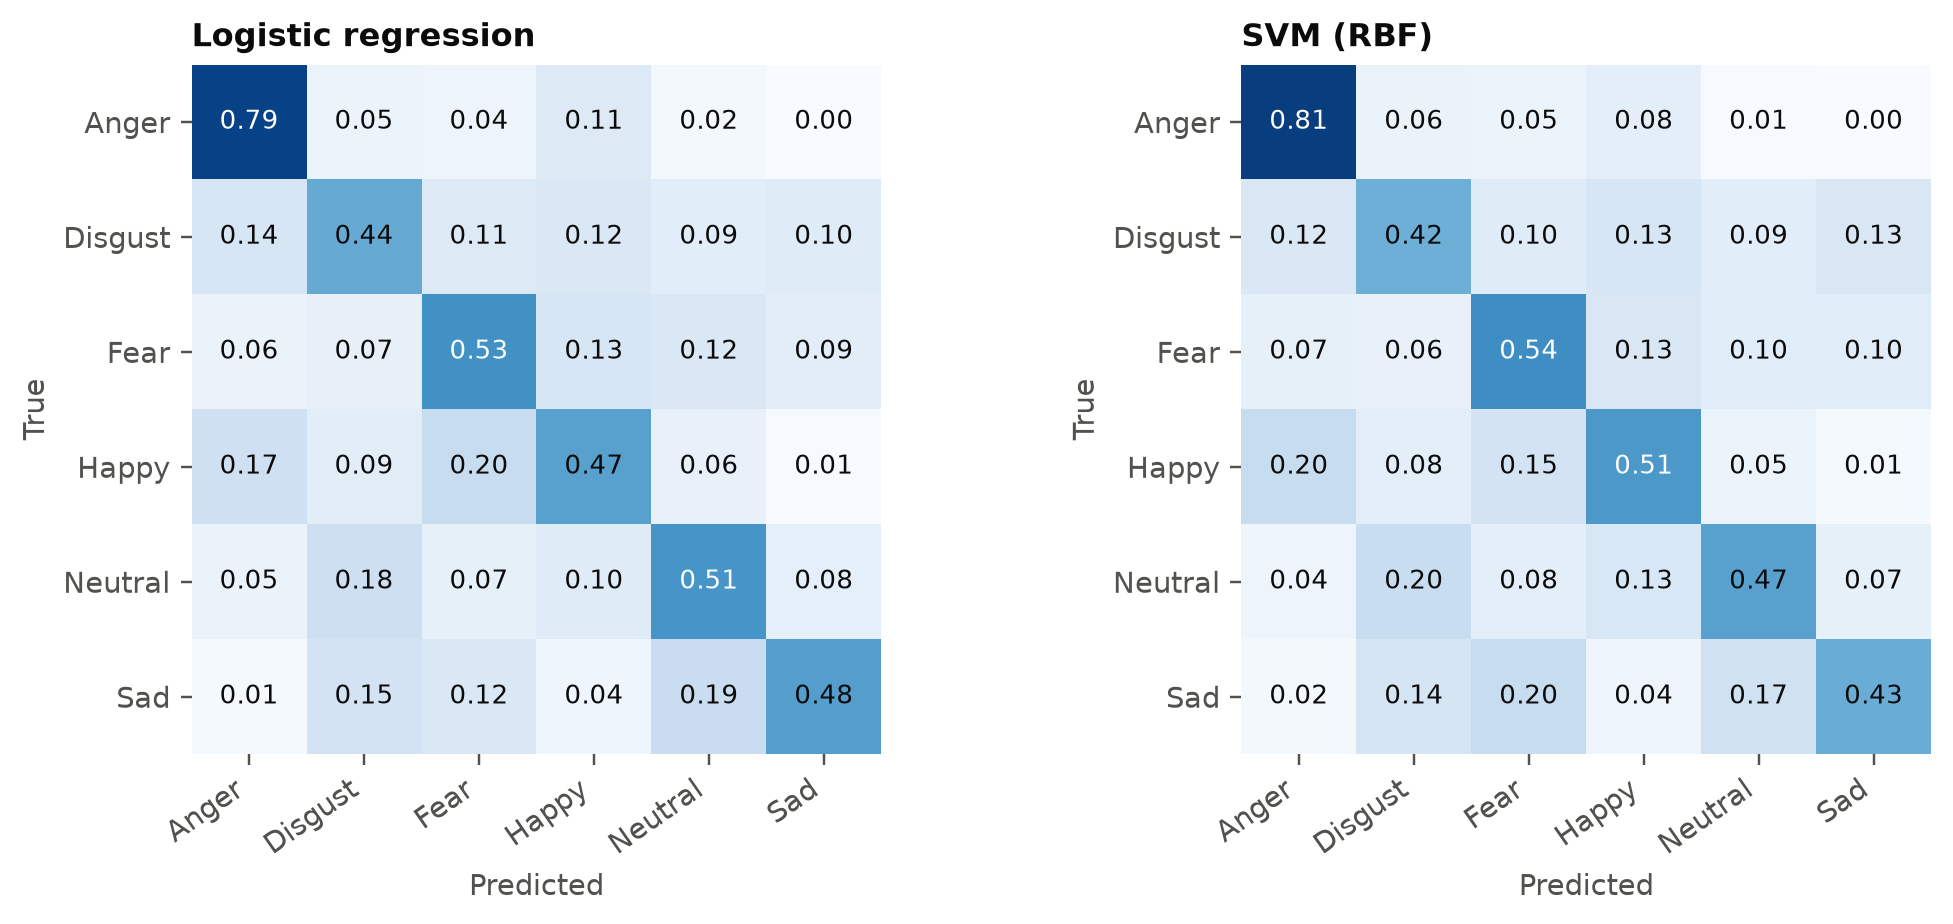 Logistic regression
True
Anger 0.79 0.05 0.04 0.11 0.02 0.00
Disgust 0.14 0.44 0.11 0.12 0.09 0.10
Fear 0.06 0.07 0.53 0.13 0.12 0.09
Happy 0.17 0.09 0.20 0.47 0.06 0.01
Neutral 0.05 0.18 0.07 0.10 0.51 0.08
Sad 0.01 0.15 0.12 0.04 0.19 0.48
Anger Disgust Fear Happy Neutral Sad
Predicted
SVM (RBF)
True
Anger 0.81 0.06 0.05 0.08 0.01 0.00
Disgust 0.12 0.42 0.10 0.13 0.09 0.13
Fear 0.07 0.06 0.54 0.13 0.10 0.10
Happy 0.20 0.08 0.15 0.51 0.05 0.01
Neutral 0.04 0.20 0.08 0.13 0.47 0.07
Sad 0.02 0.14 0.20 0.04 0.17 0.43
Anger Disgust Fear Happy Neutral Sad
Predicted